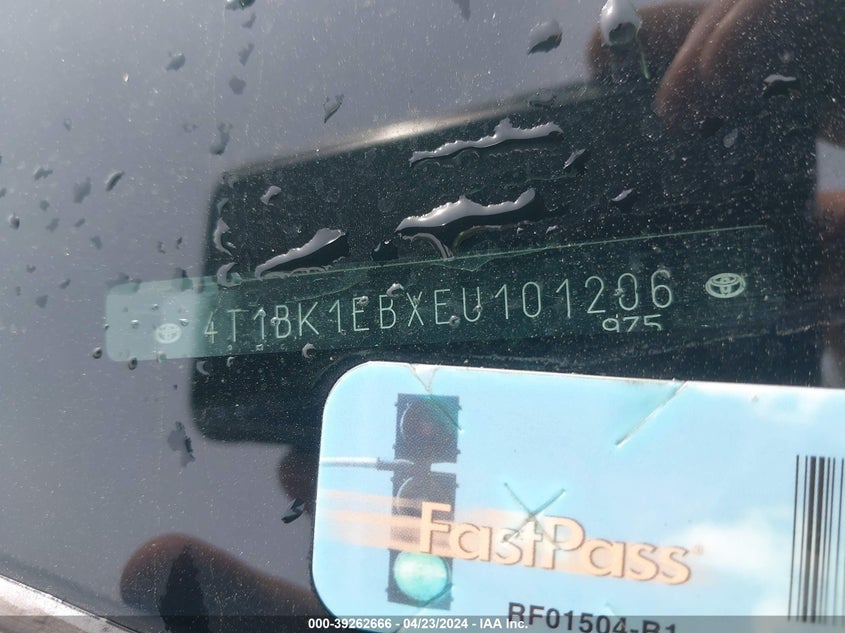 4T1BK1EBXEU101206
975
FastPass
RF01504-B1
000-39262666 - 04/23/2024 - IAA Inc.